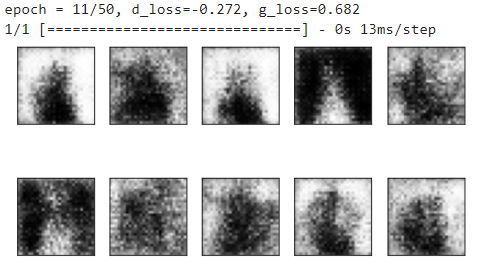 epoch = 11/50, d_loss=-0.272, g_loss=0.682
1/1 [==============================] - 0s 13ms/step